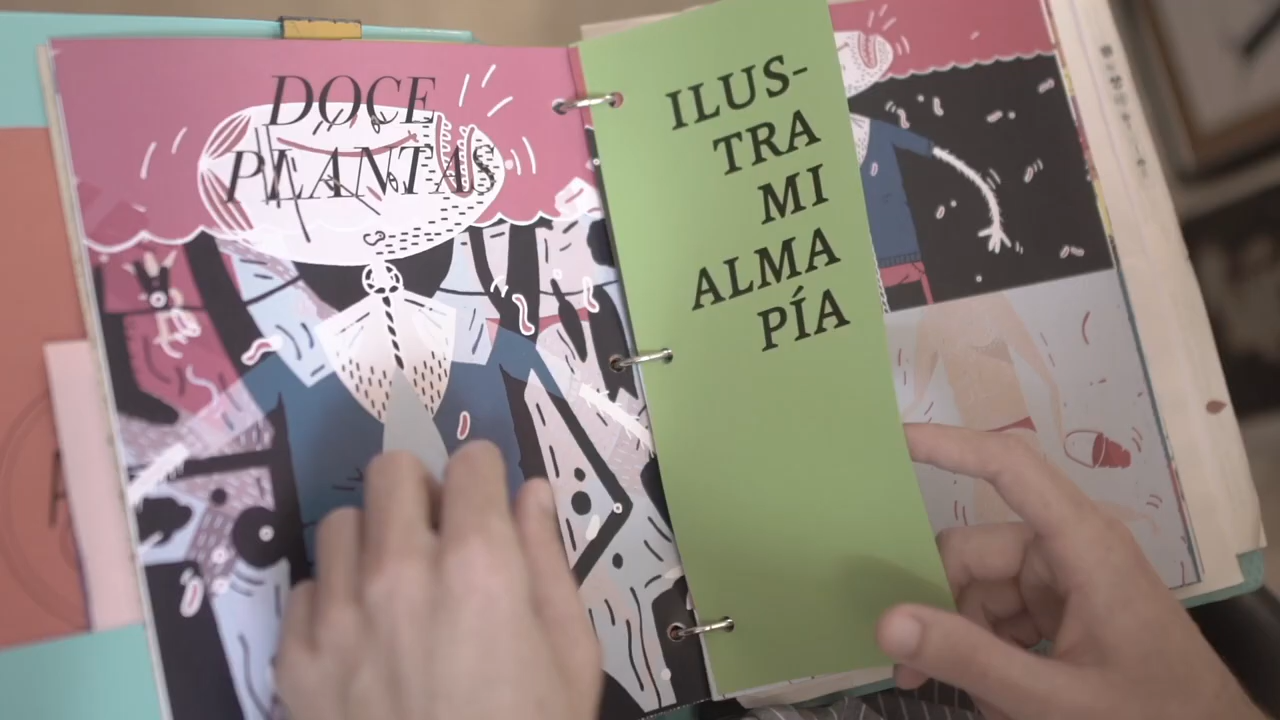 DOCE
PLANTAS
ILUS-
TRA
MI
ALMA
PÍA